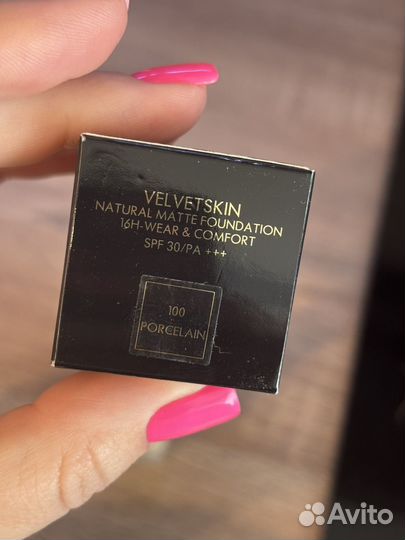 VELVETSKIN
NATURAL MATTE FOUNDATION
16H-WEAR & COMFORT
SPF 30/PA +++
100
PORCELAIN
Avito